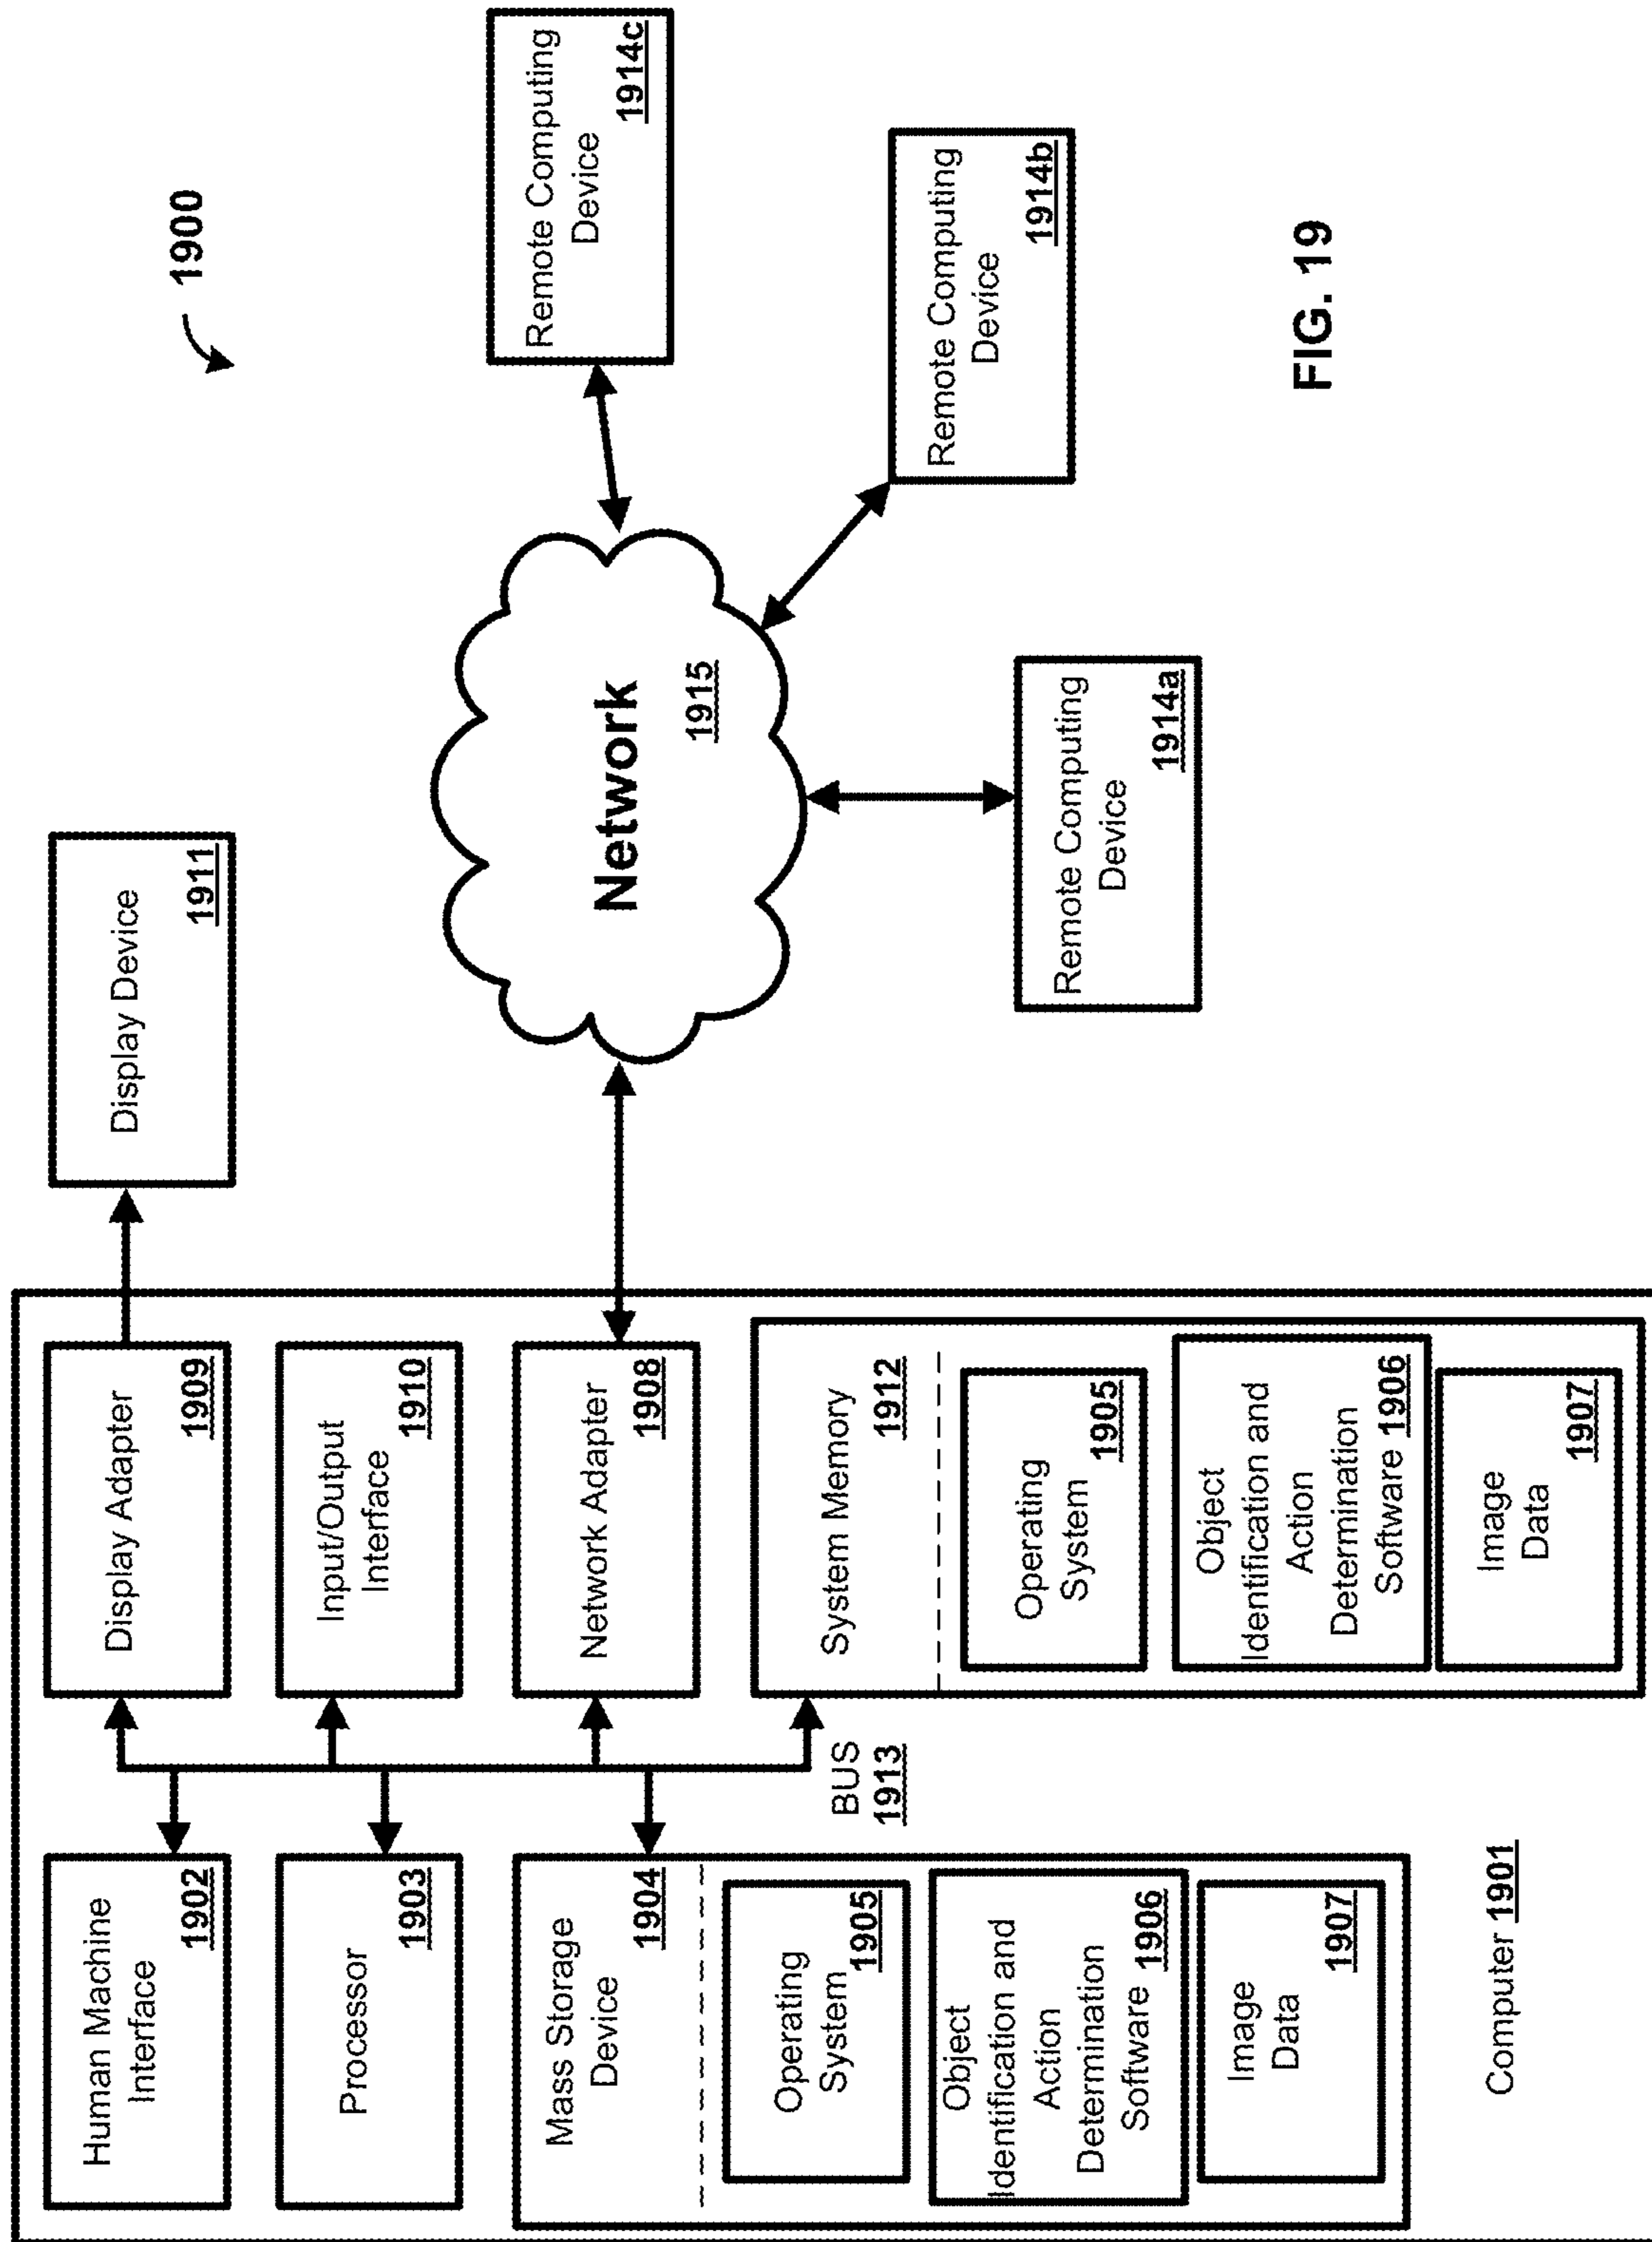 1900
Human Machine
Interface
1902
Processor
1903
Mass Storage
Device
1904
Operating
System
1905
Object
Identification and
Action
Determination
Software 1906
Image
Data
1907
Computer 1901
BUS
1913
Display Adapter
1909
Input/Output
Interface
1910
Network Adapter
1908
System Memory
1912
Operating
System
1905
Object
Identification and
Action
Determination
Software 1906
Image
Data
1907
Display Device
1911
Network
1915
Remote Computing
Device
1914a
Remote Computing
Device
1914b
Remote Computing
Device
1914c
FIG. 19